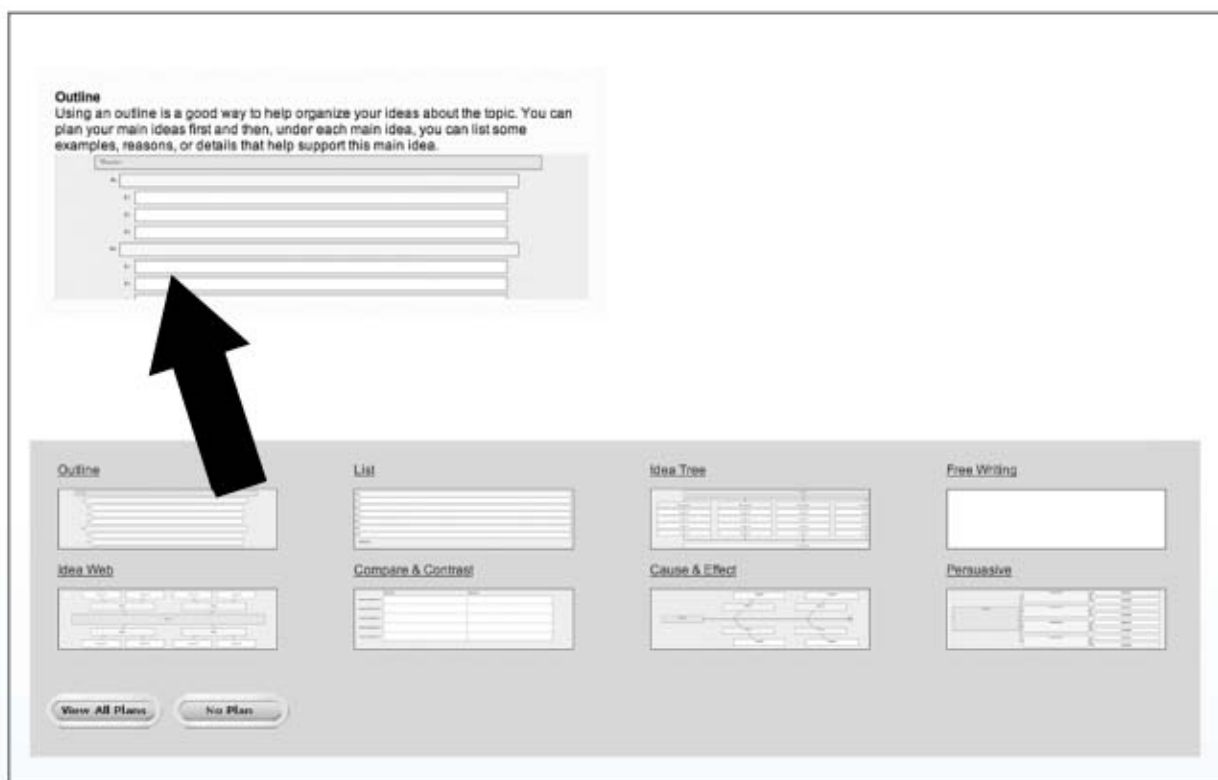 Outline
Using an outline is a good way to help organize your ideas about the topic. You can
plan your main ideas first and then, under each main idea, you can list some
examples, reasons, or details that help support this main idea.
Outline
List
Idea Tree
Free Writing
Idea Web
Compare & Contrast
Cause & Effect
Persuasive
View All Plans
No Plan